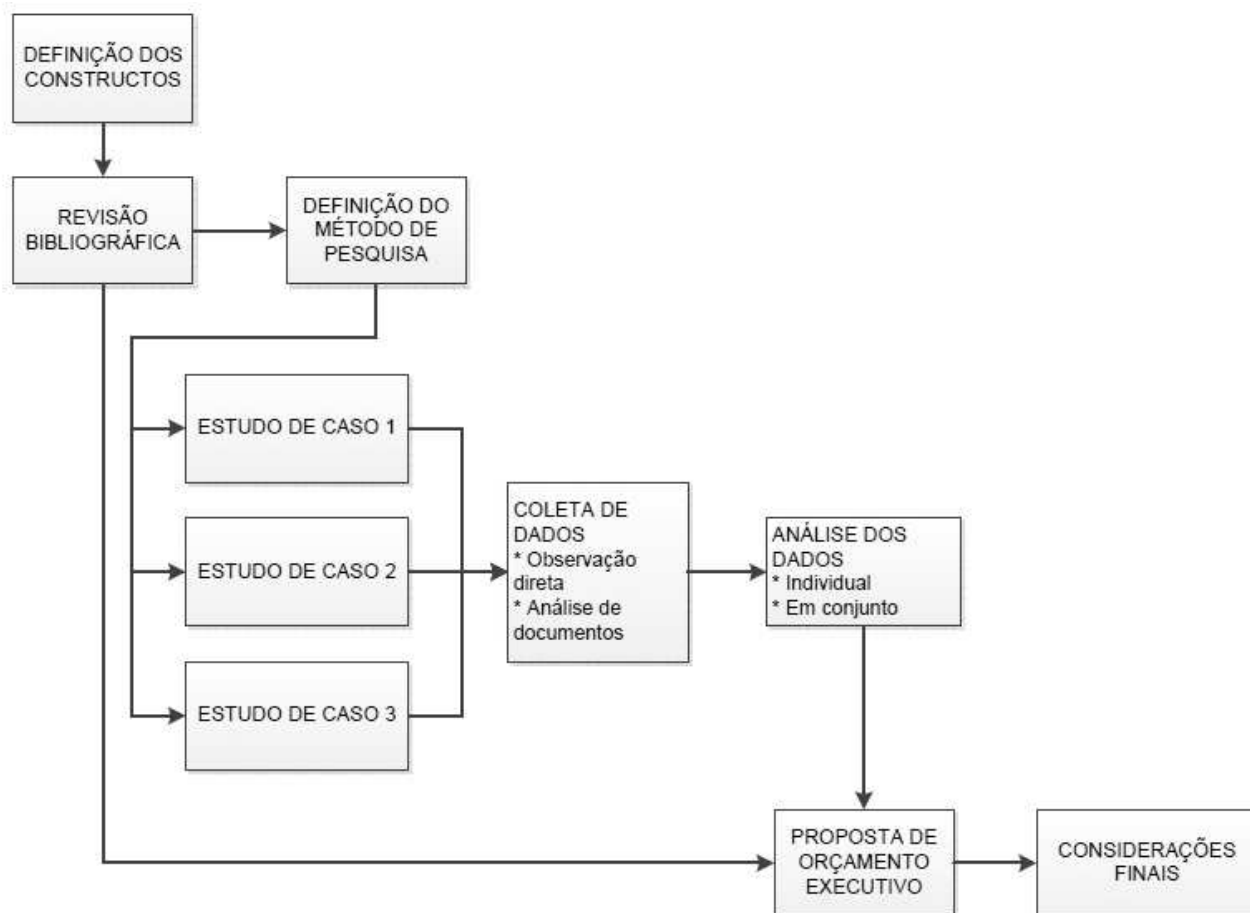 DEFINIÇÃO DOS
CONSTRUCTOS
REVISÃO
BIBLIOGRÁFICA
DEFINIÇÃO DO
MÉTODO DE
PESQUISA
ESTUDO DE CASO 1
ESTUDO DE CASO 2
ESTUDO DE CASO 3
COLETA DE
DADOS
* Observação
direta
* Análise de
documentos
ANÁLISE DOS
DADOS
* Individual
* Em conjunto
PROPOSTA DE
ORÇAMENTO
EXECUTIVO
CONSIDERAÇÕES
FINAIS